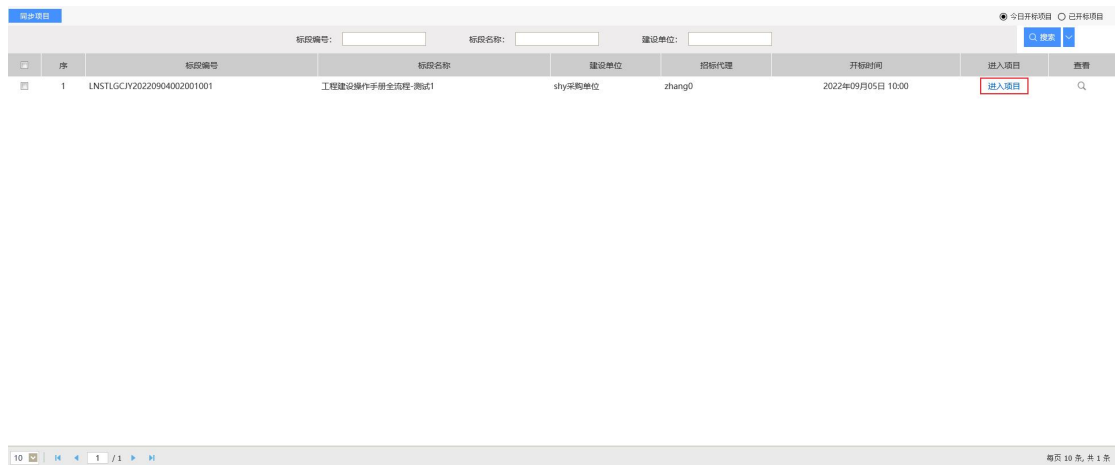 同步项目 今日开标项目 已开标项目
标段编号： 标段名称： 建设单位： 搜索
序 标段编号 标段名称 建设单位 招标代理 开标时间 进入项目 查看
1 LNSTLGCJY20220904002001001 工程建设操作手册全流程-测试1 shy采购单位 zhang0 2022年09月05日 10:00 进入项目
10 1 / 1 每页 10 条, 共 1 条